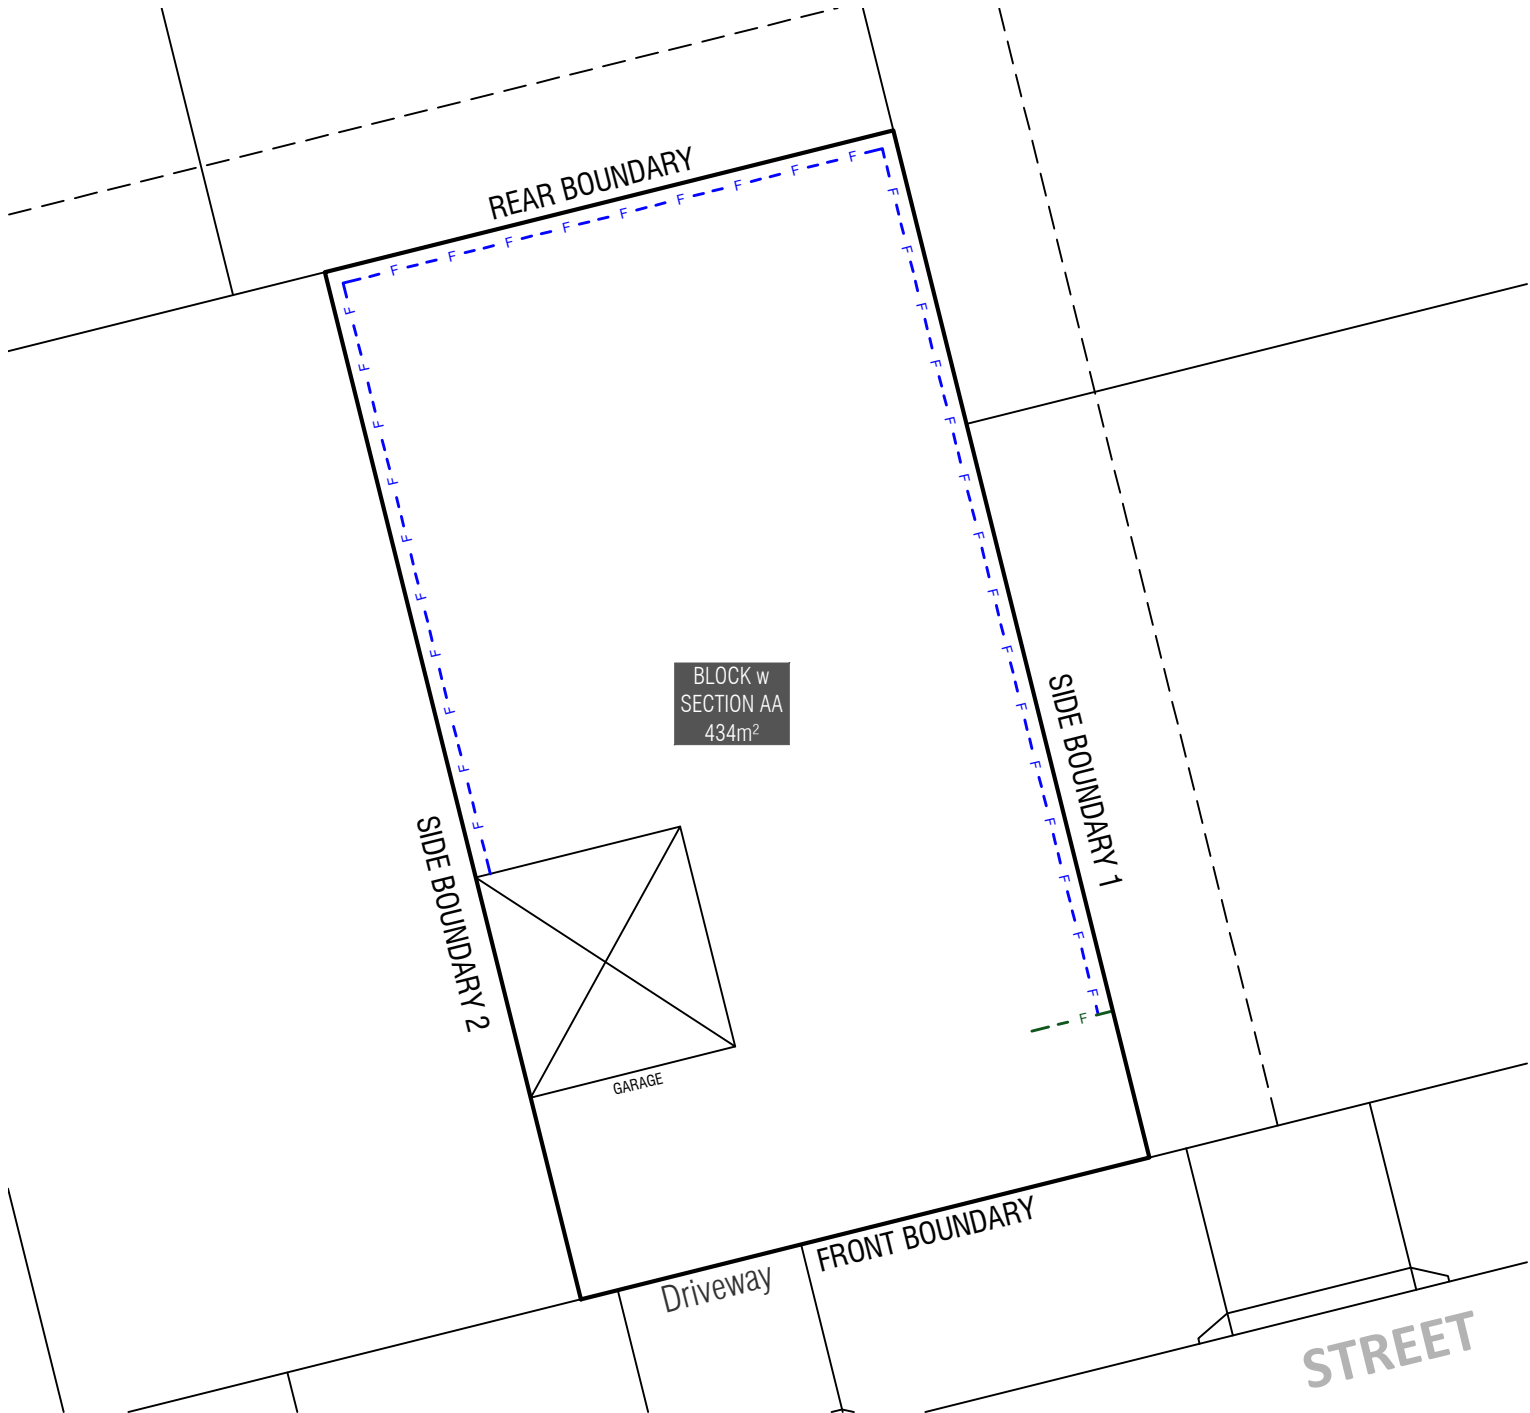 REAR BOUNDARY
F F F F F F F F F
F F F F F F F F F F
F F F F F F F F F F F F F F F
BLOCK w
SECTION AA
434m²
SIDE BOUNDARY 1
SIDE BOUNDARY 2
F
GARAGE
FRONT BOUNDARY
Driveway
STREET